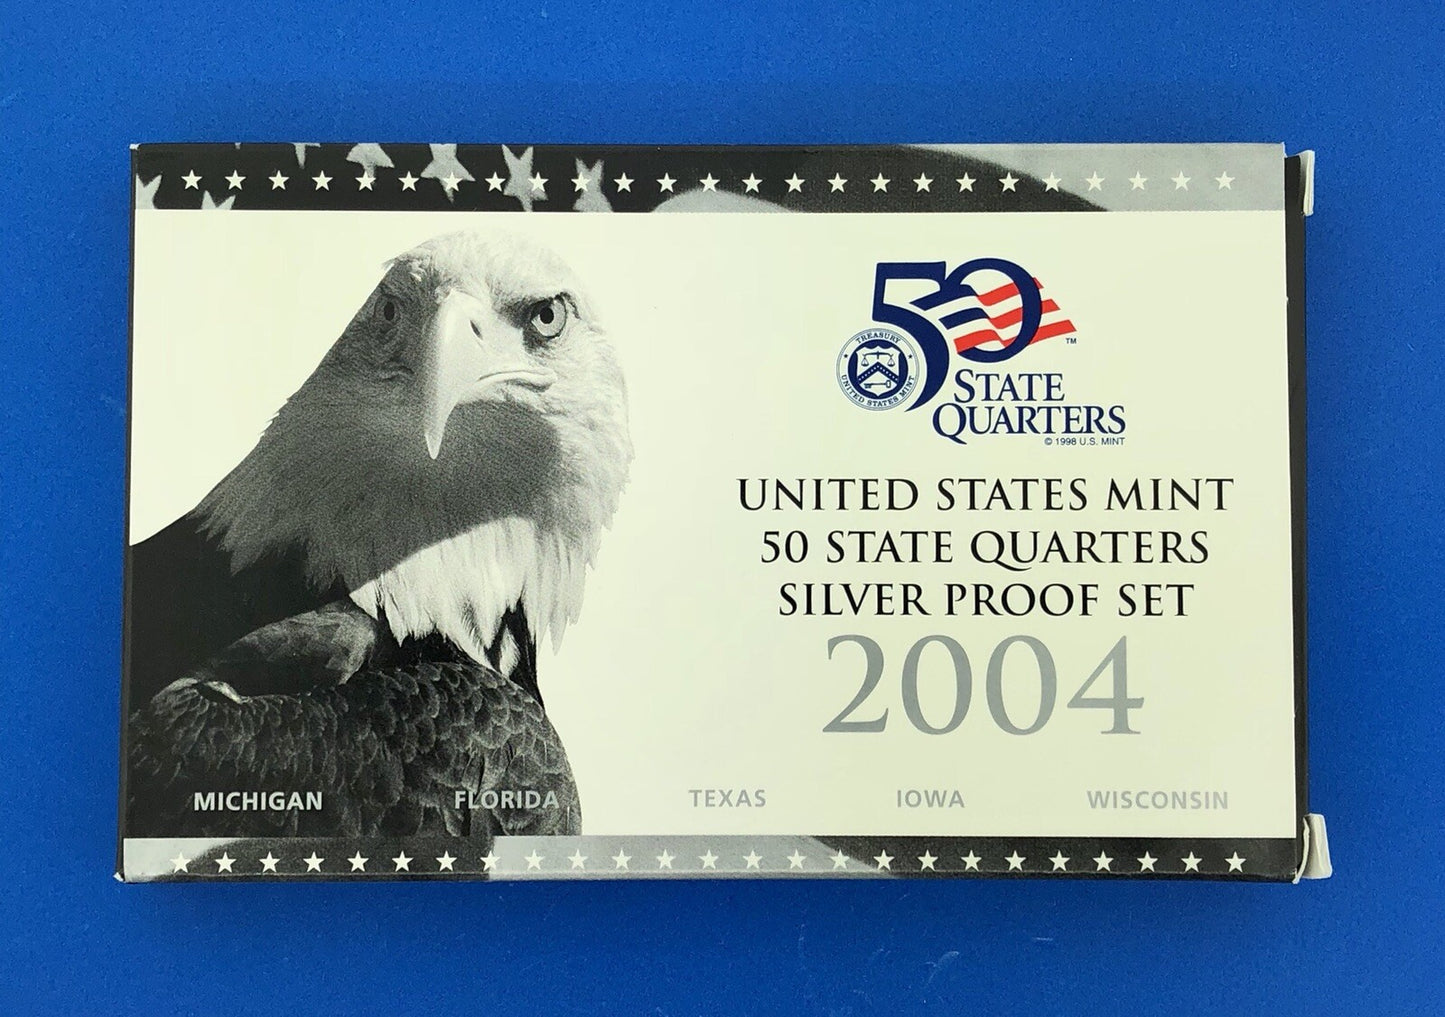 50
TREASURY
UNITED STATES MINT
TM
STATE
QUARTERS
© 1998 U.S. MINT
UNITED STATES MINT
50 STATE QUARTERS
SILVER PROOF SET
2004
MICHIGAN FLORIDA TEXAS IOWA WISCONSIN